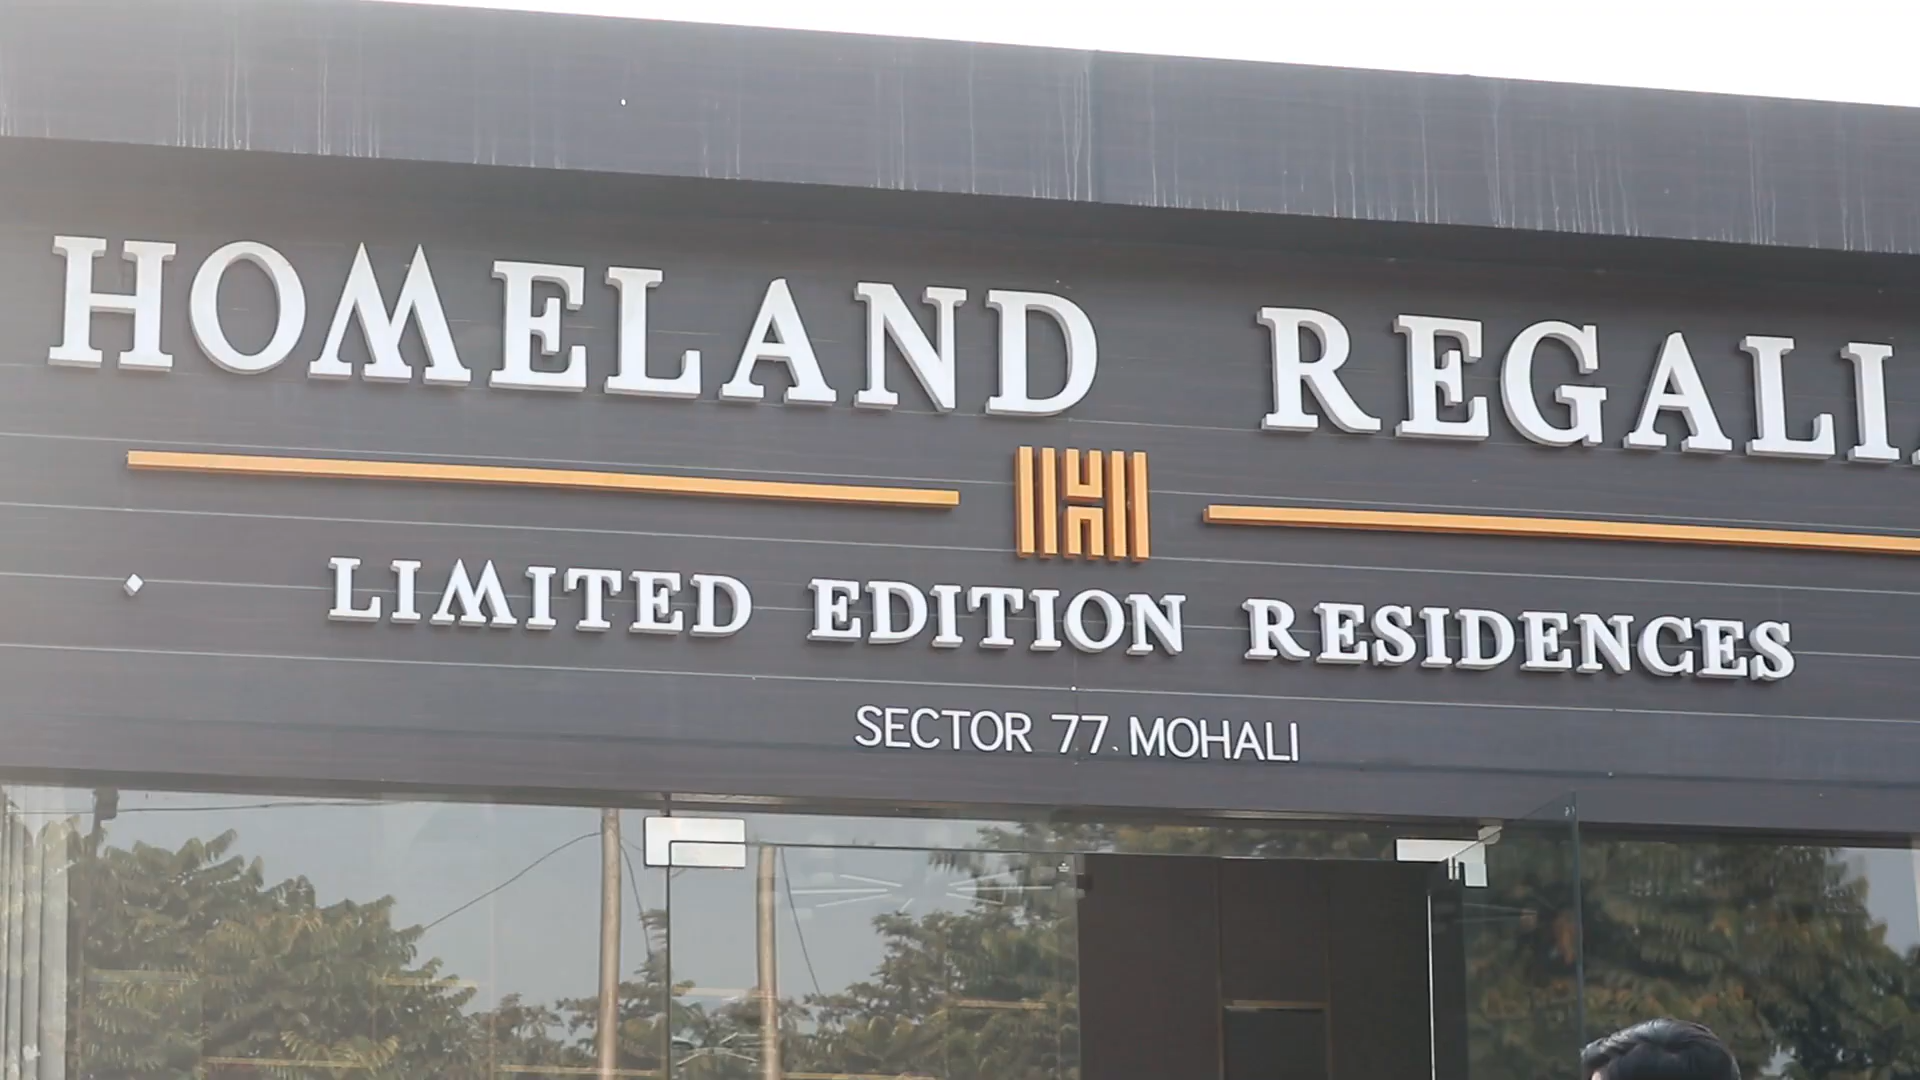 HOMELAND REGALI
LIMITED EDITION RESIDENCES
SECTOR 77, MOHALI